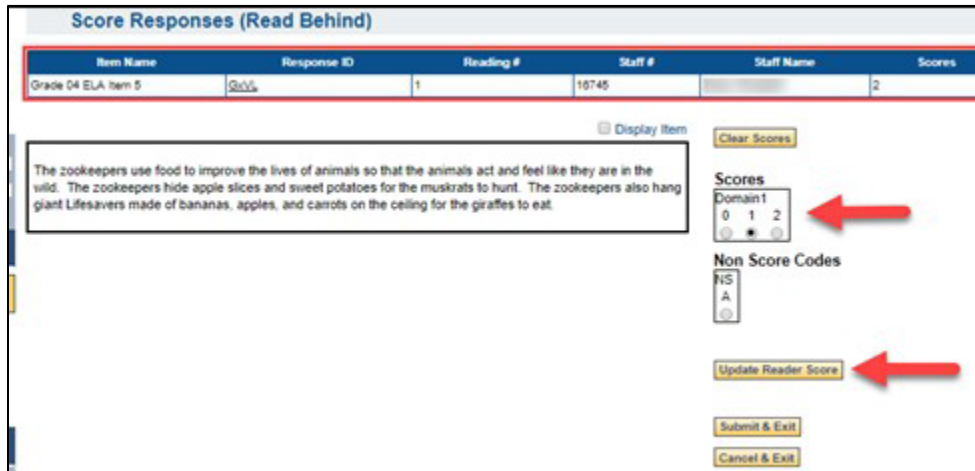 Score Responses (Read Behind)
Item Name Response ID Reading # Staff # Staff Name Scores
Grade 04 ELA Item 5 GxVL 1 16745 2
Display Item
Clear Scores
The zookeepers use food to improve the lives of animals so that the animals act and feel like they are in the
wild. The zookeepers hide apple slices and sweet potatoes for the muskrats to hunt. The zookeepers also hang
giant Lifesavers made of bananas, apples, and carrots on the ceiling for the giraffes to eat.
Scores
Domain1
0 1 2
Non Score Codes
NS
A
Update Reader Score
Submit & Exit
Cancel & Exit